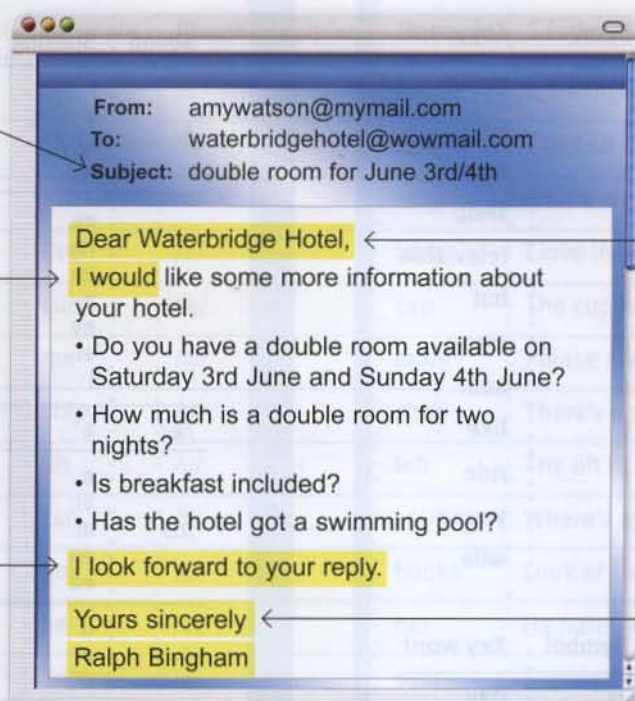 From: amywatson@mymail.com
To: waterbridgehotel@wowmail.com
Subject: double room for June 3rd/4th
Dear Waterbridge Hotel,
I would like some more information about
your hotel.
• Do you have a double room available on
Saturday 3rd June and Sunday 4th June?
• How much is a double room for two
nights?
• Is breakfast included?
• Has the hotel got a swimming pool?
I look forward to your reply.
Yours sincerely
Ralph Bingham